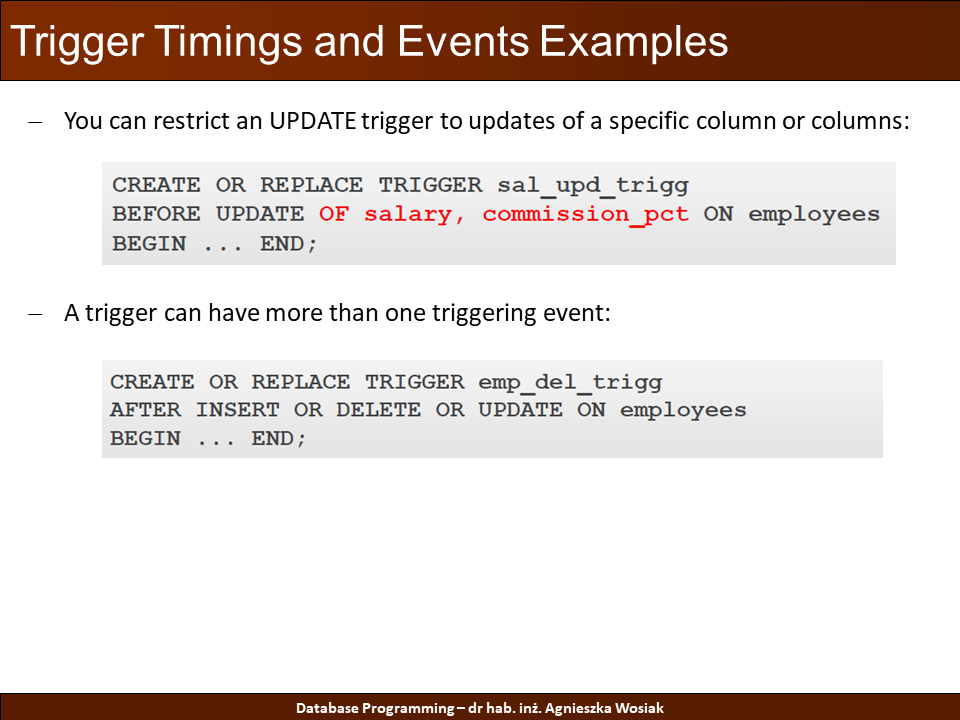 Trigger Timings and Events Examples
– You can restrict an UPDATE trigger to updates of a specific column or columns:
CREATE OR REPLACE TRIGGER sal_upd_trigg
BEFORE UPDATE OF salary, commission_pct ON employees
BEGIN ... END;
– A trigger can have more than one triggering event:
CREATE OR REPLACE TRIGGER emp_del_trigg
AFTER INSERT OR DELETE OR UPDATE ON employees
BEGIN ... END;
Database Programming – dr hab. inż. Agnieszka Wosiak